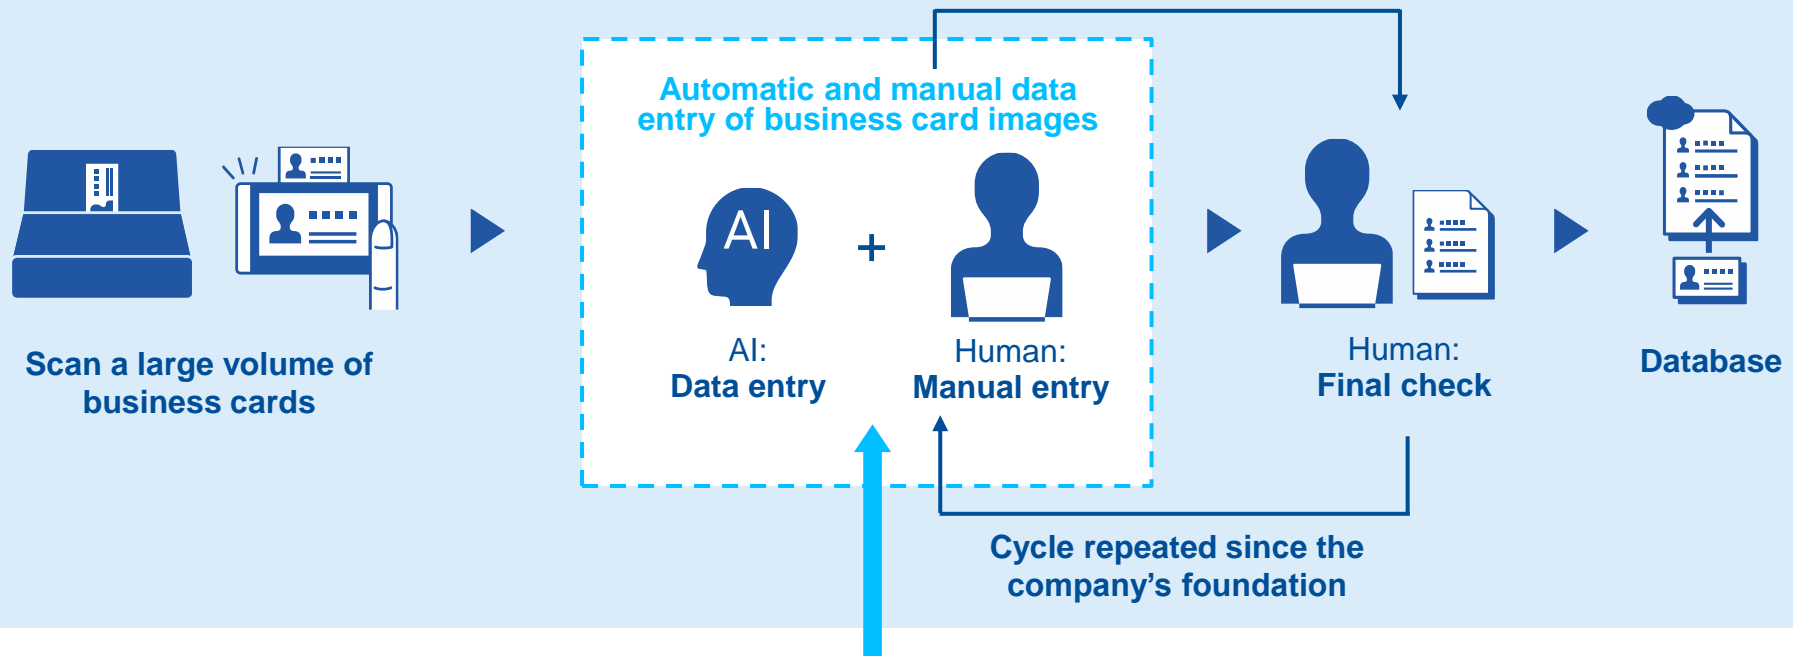 Automatic and manual data
entry of business card images
AI
+
Scan a large volume of
business cards
AI:
Data entry
Human:
Manual entry
Human:
Final check
Database
Cycle repeated since the
company’s foundation